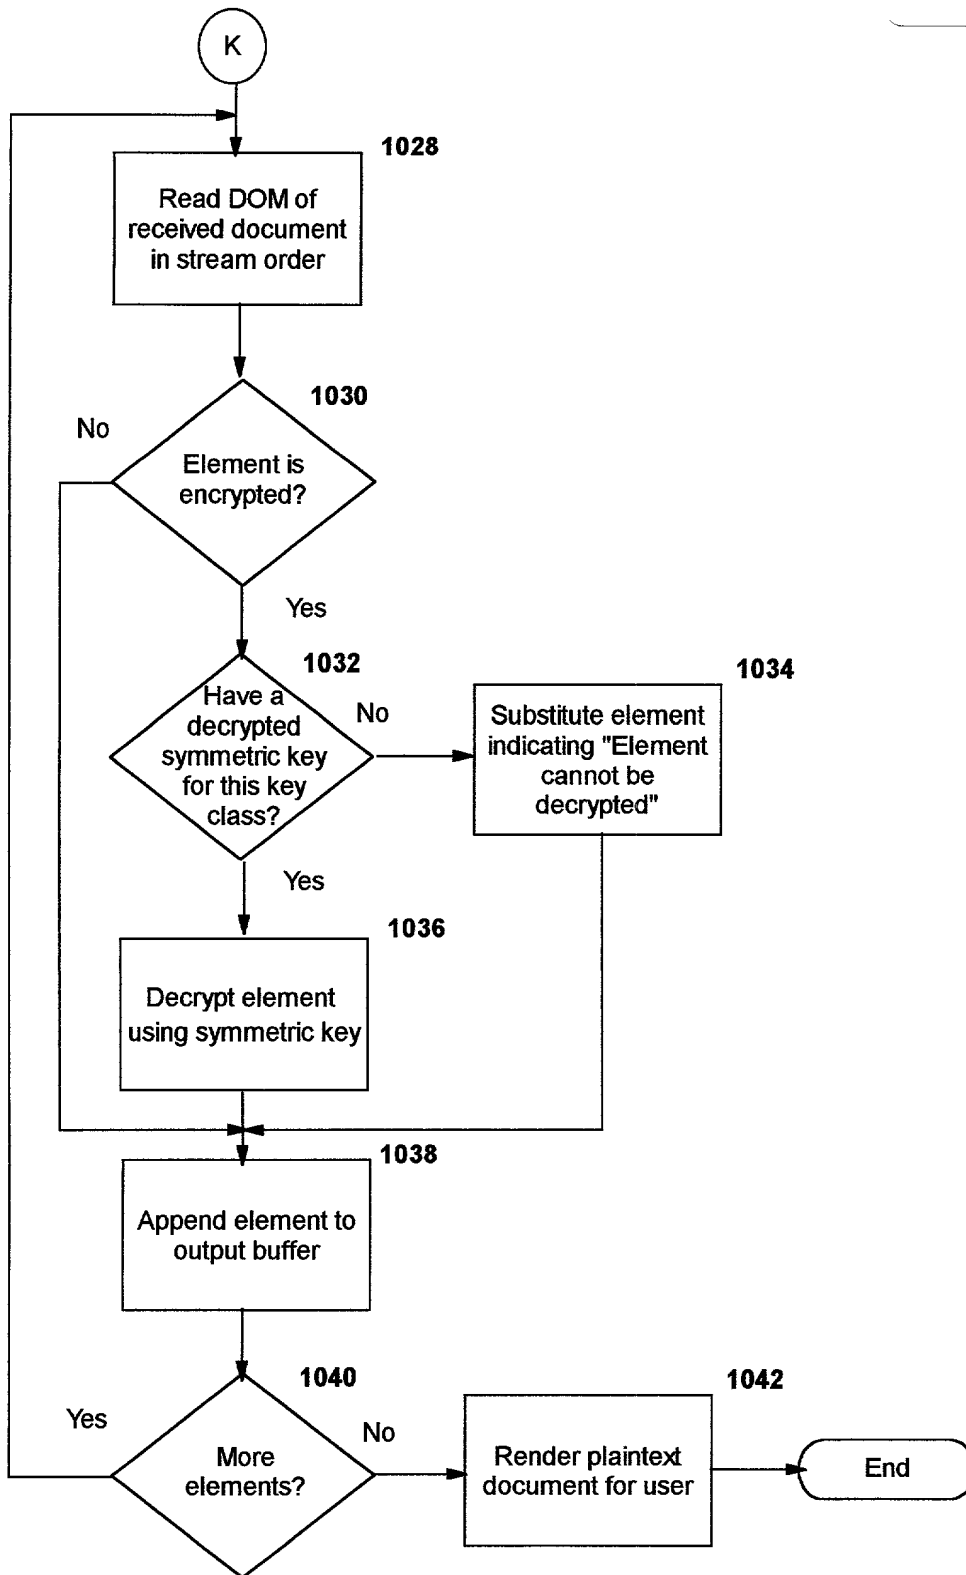 K
1028
Read DOM of
received document
in stream order
1030
No
Element is
encrypted?
Yes
1032
Have a
decrypted
symmetric key
for this key
class?
No
1034
Substitute element
indicating "Element
cannot be
decrypted"
Yes
1036
Decrypt element
using symmetric key
1038
Append element to
output buffer
1040
Yes
More
elements?
No
1042
Render plaintext
document for user
End